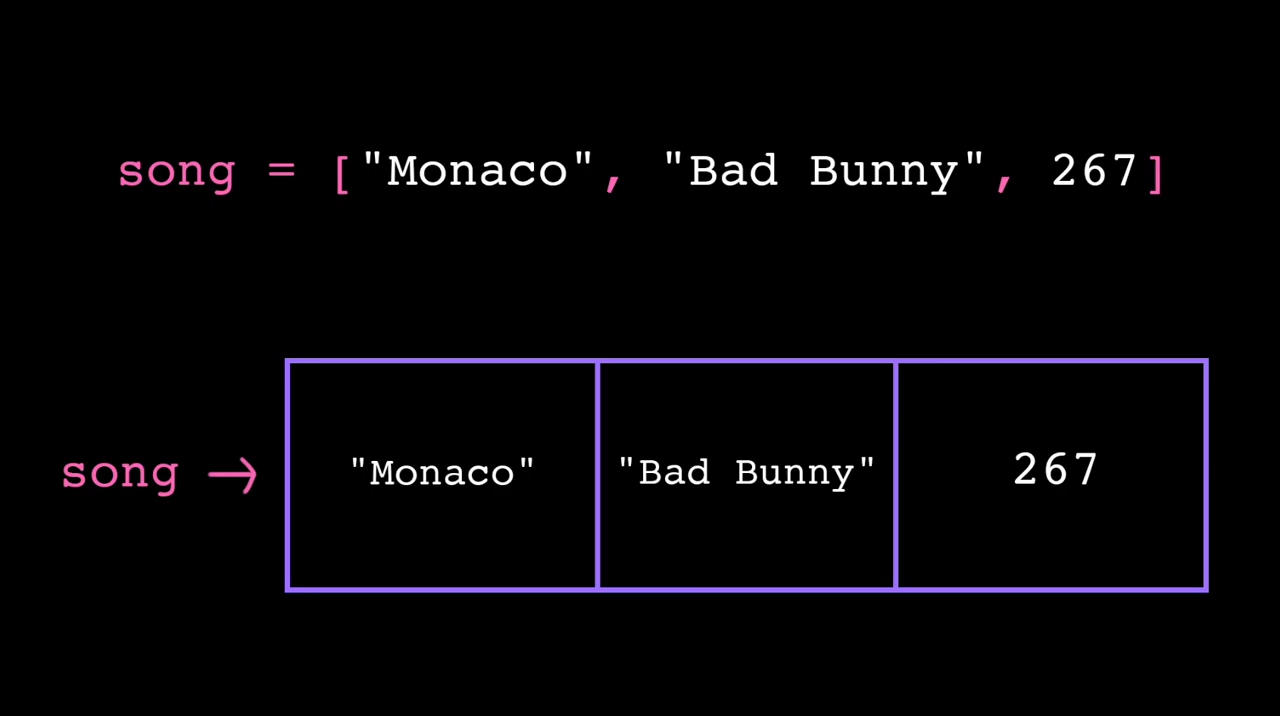 song = ["Monaco", "Bad Bunny", 267]
song → "Monaco" "Bad Bunny" 267